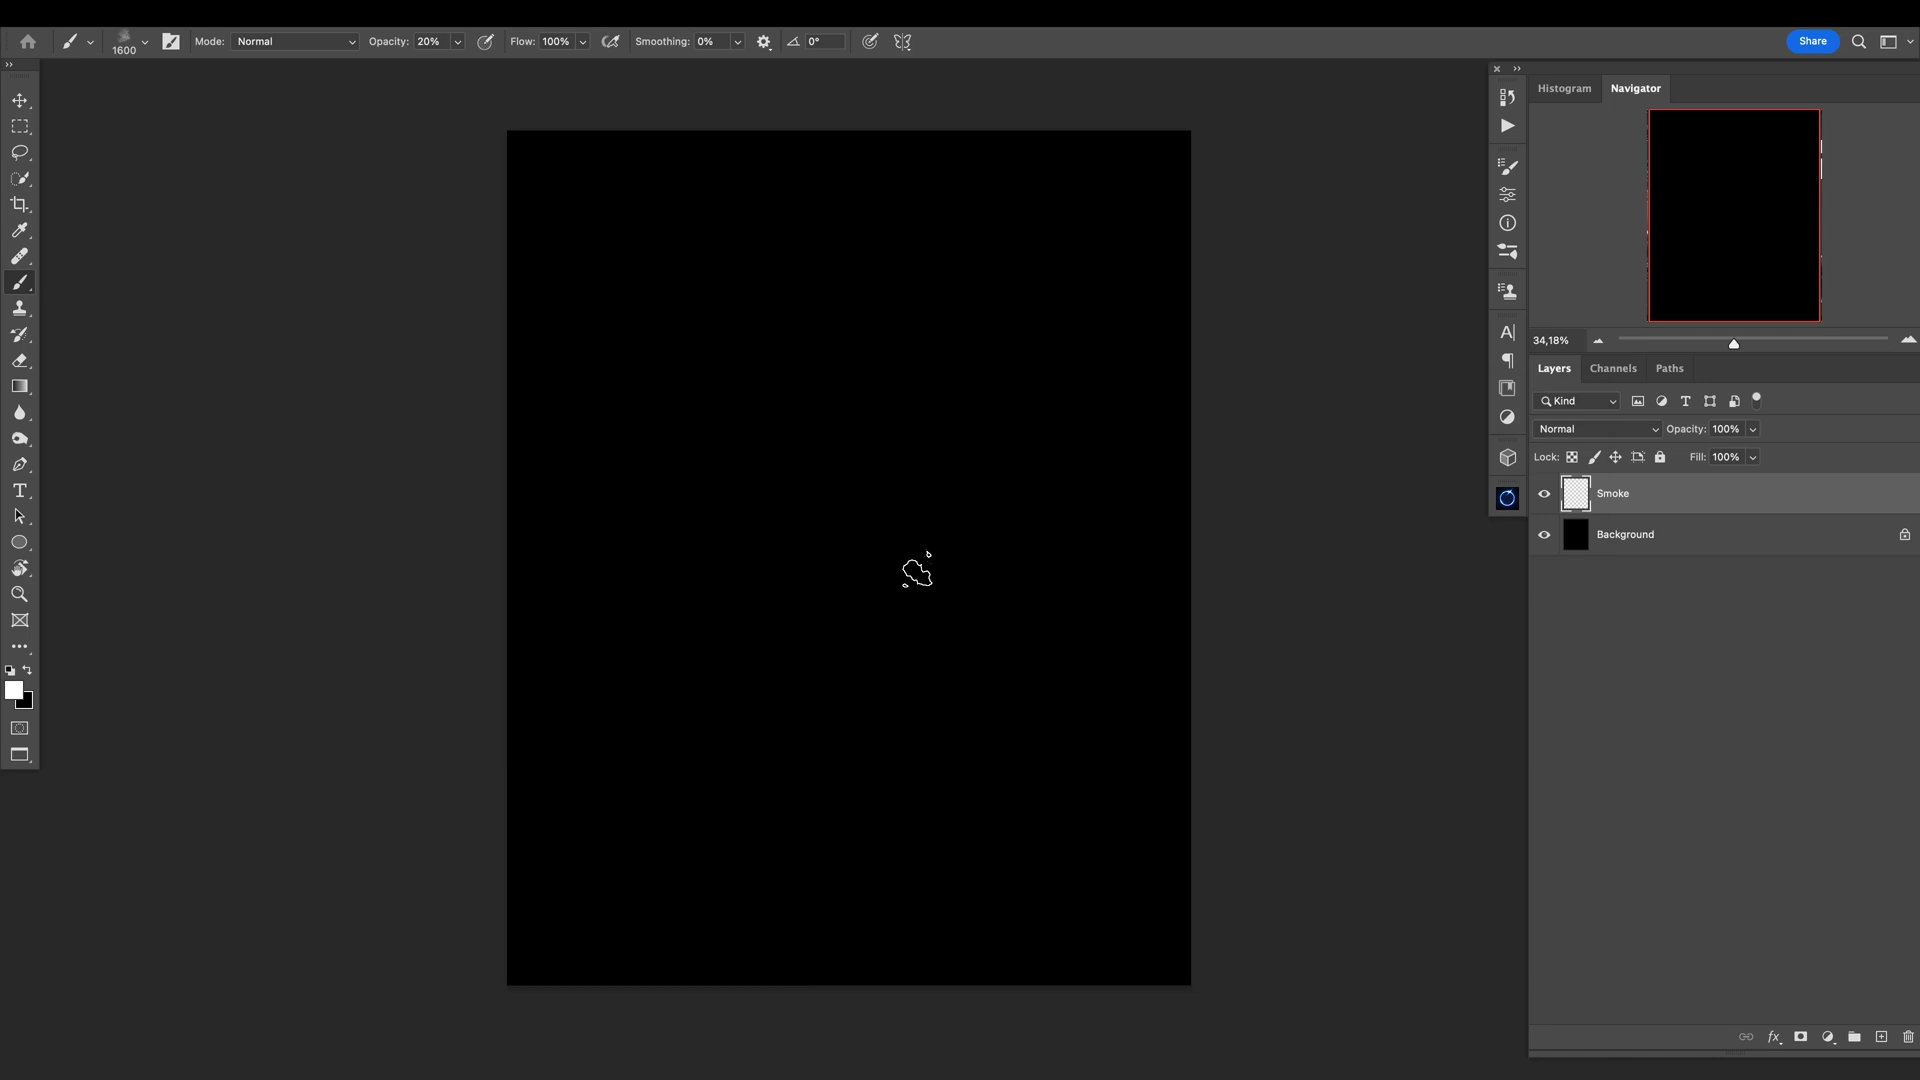 Mode: Normal Opacity: 20% Flow: 100% Smoothing: 0% 0° Share
1600
Histogram Navigator
34,18%
Layers Channels Paths
Kind
Normal Opacity: 100%
Lock: Fill: 100%
Smoke
Background